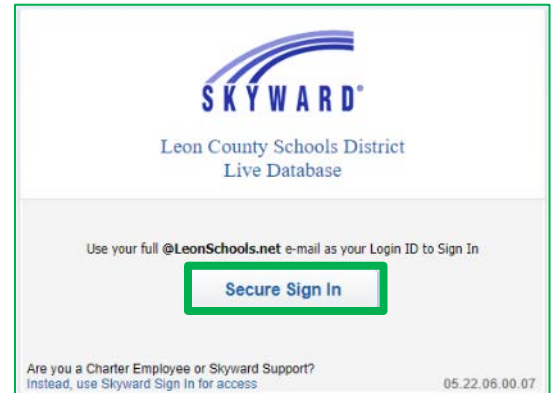 SKYWARD®
Leon County Schools District
Live Database
Use your full @LeonSchools.net e-mail as your Login ID to Sign In
Secure Sign In
Are you a Charter Employee or Skyward Support?
Instead, use Skyward Sign In for access
05.22.06.00.07